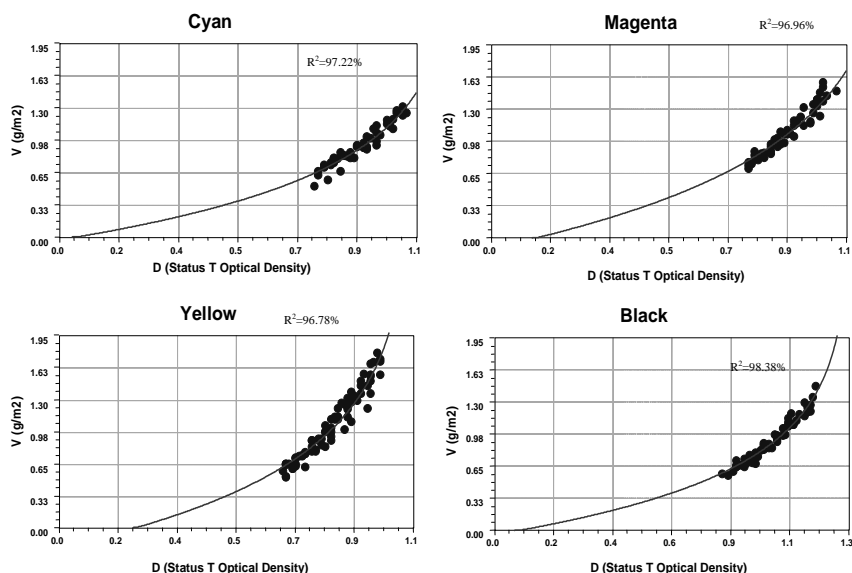 Cyan
R²=97.22%
V (g/m2)
1.95
1.63
1.30
0.98
0.65
0.33
0.00
0.0 0.2 0.4 0.5 0.7 0.9 1.1
D (Status T Optical Density)
Magenta
R²=96.96%
V (g/m2)
1.95
1.63
1.30
0.98
0.65
0.33
0.00
0.0 0.2 0.4 0.5 0.7 0.9 1.1
D (Status T Optical Density)
Yellow
R²=96.78%
V (g/m2)
1.95
1.63
1.30
0.98
0.65
0.33
0.00
0.0 0.2 0.4 0.5 0.7 0.9 1.1
D (Status T Optical Density)
Black
R²=98.38%
V (g/m2)
1.95
1.63
1.30
0.98
0.65
0.33
0.00
0.0 0.2 0.4 0.6 0.9 1.1 1.3
D (Status T Optical Density)